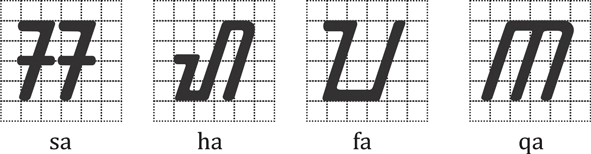 ᮞ ᮠ ᮖ ᮋ
sa ha fa qa